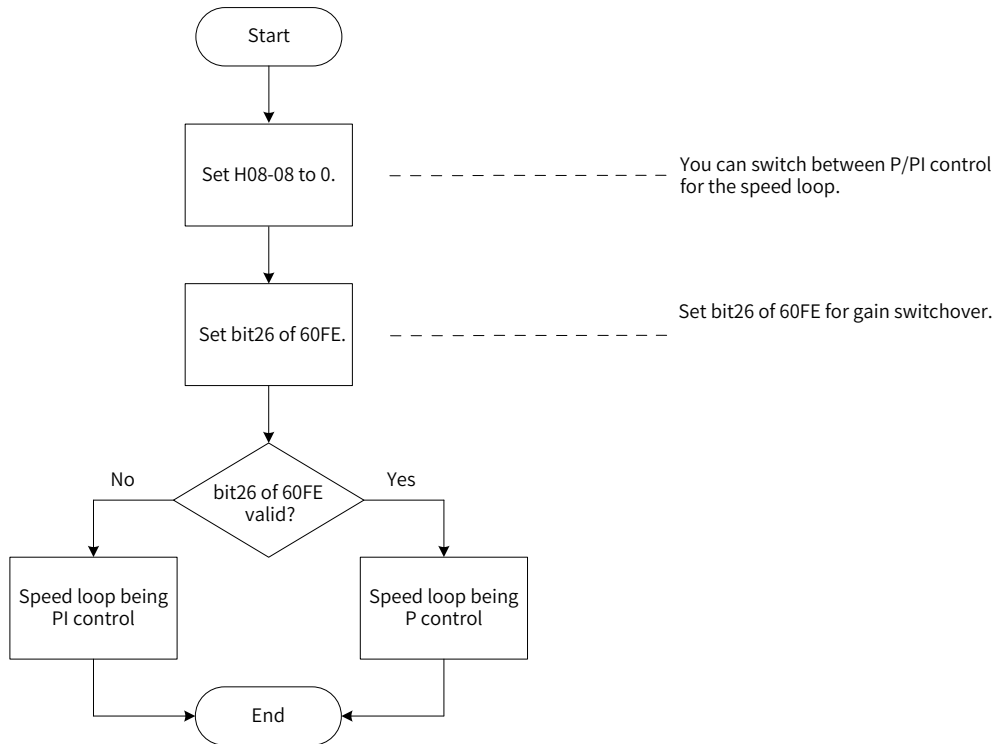 Start
Set H08-08 to 0.
You can switch between P/PI control
for the speed loop.
Set bit26 of 60FE.
Set bit26 of 60FE for gain switchover.
No
Yes
bit26 of 60FE
valid?
Speed loop being
PI control
Speed loop being
P control
End